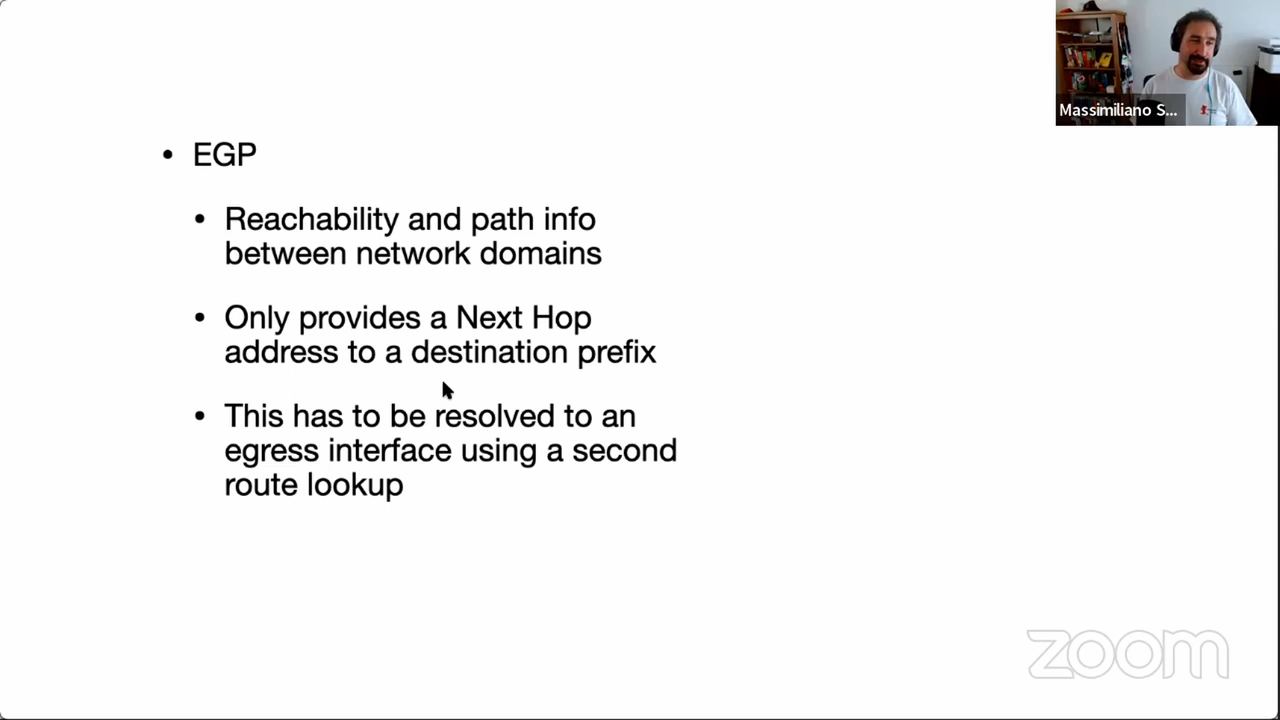 Massimiliano S...
• EGP
• Reachability and path info
between network domains
• Only provides a Next Hop
address to a destination prefix
• This has to be resolved to an
egress interface using a second
route lookup
zoom